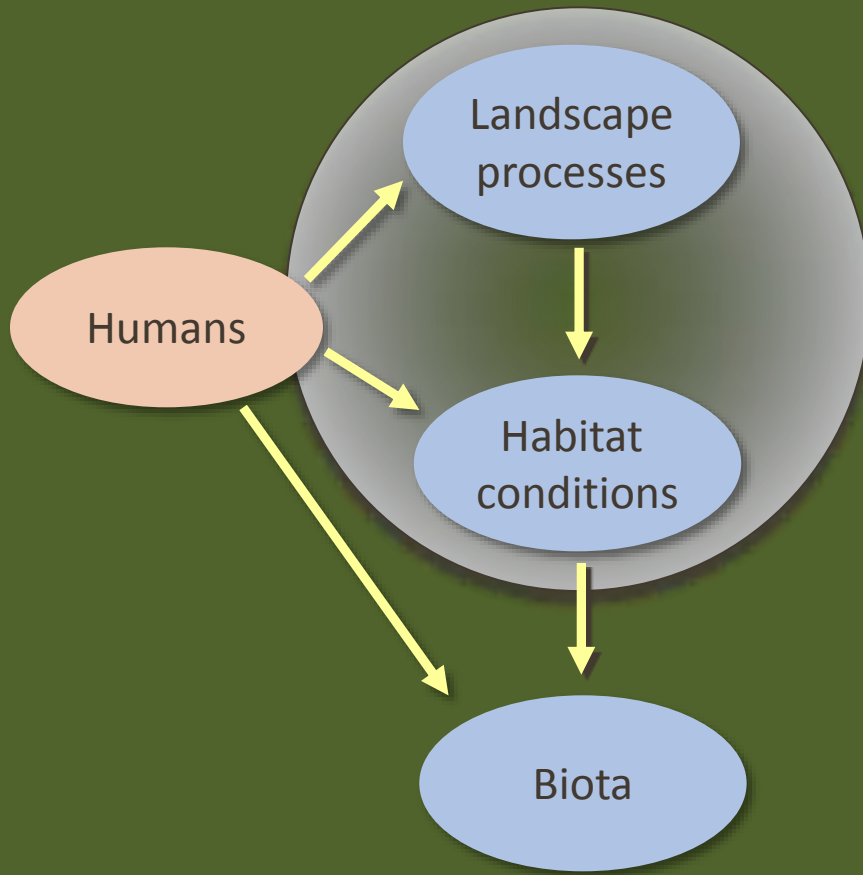 Landscape
processes
Humans
Habitat
conditions
Biota